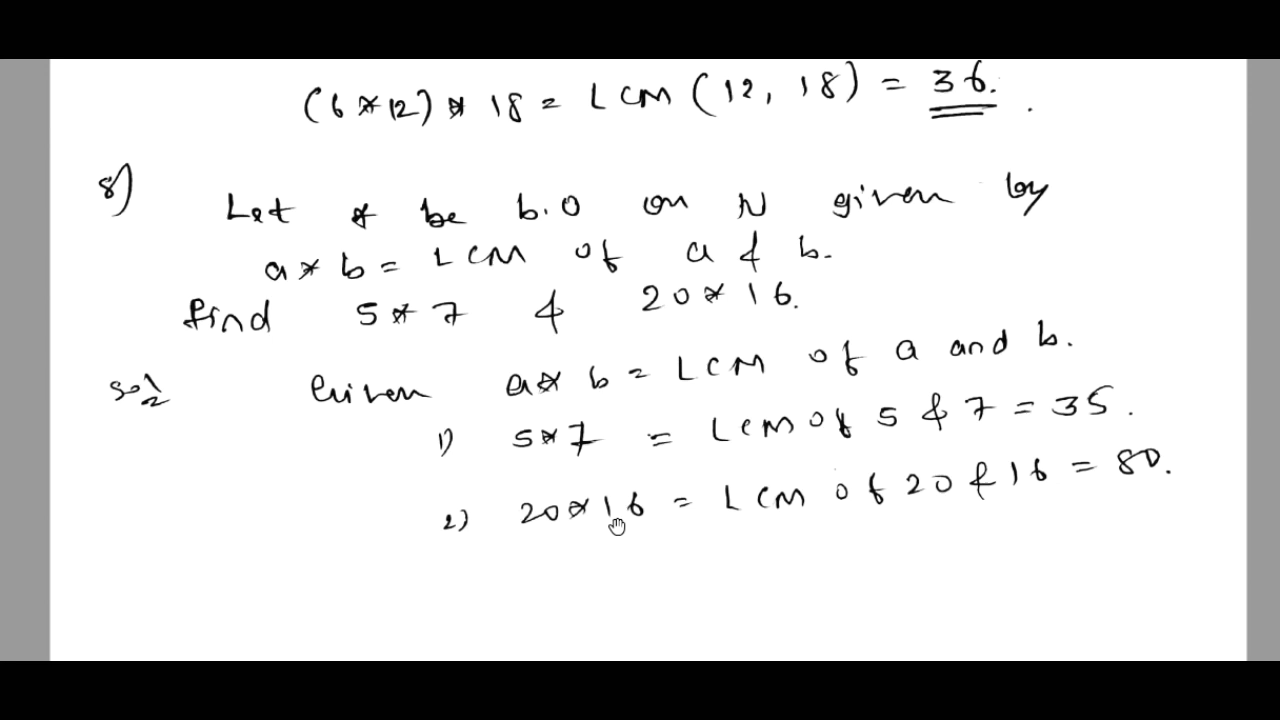 (6 * 12) * 18 = LCM (12, 18) = 36.
8)
Let * be b.o on N given by
a * b = LCM of a & b.
find 5 * 7 & 20 * 16.
Sol Given a * b = LCM of a and b.
1) 5 * 7 = LCM of 5 & 7 = 35.
2) 20 * 16 = LCM of 20 & 16 = 80.